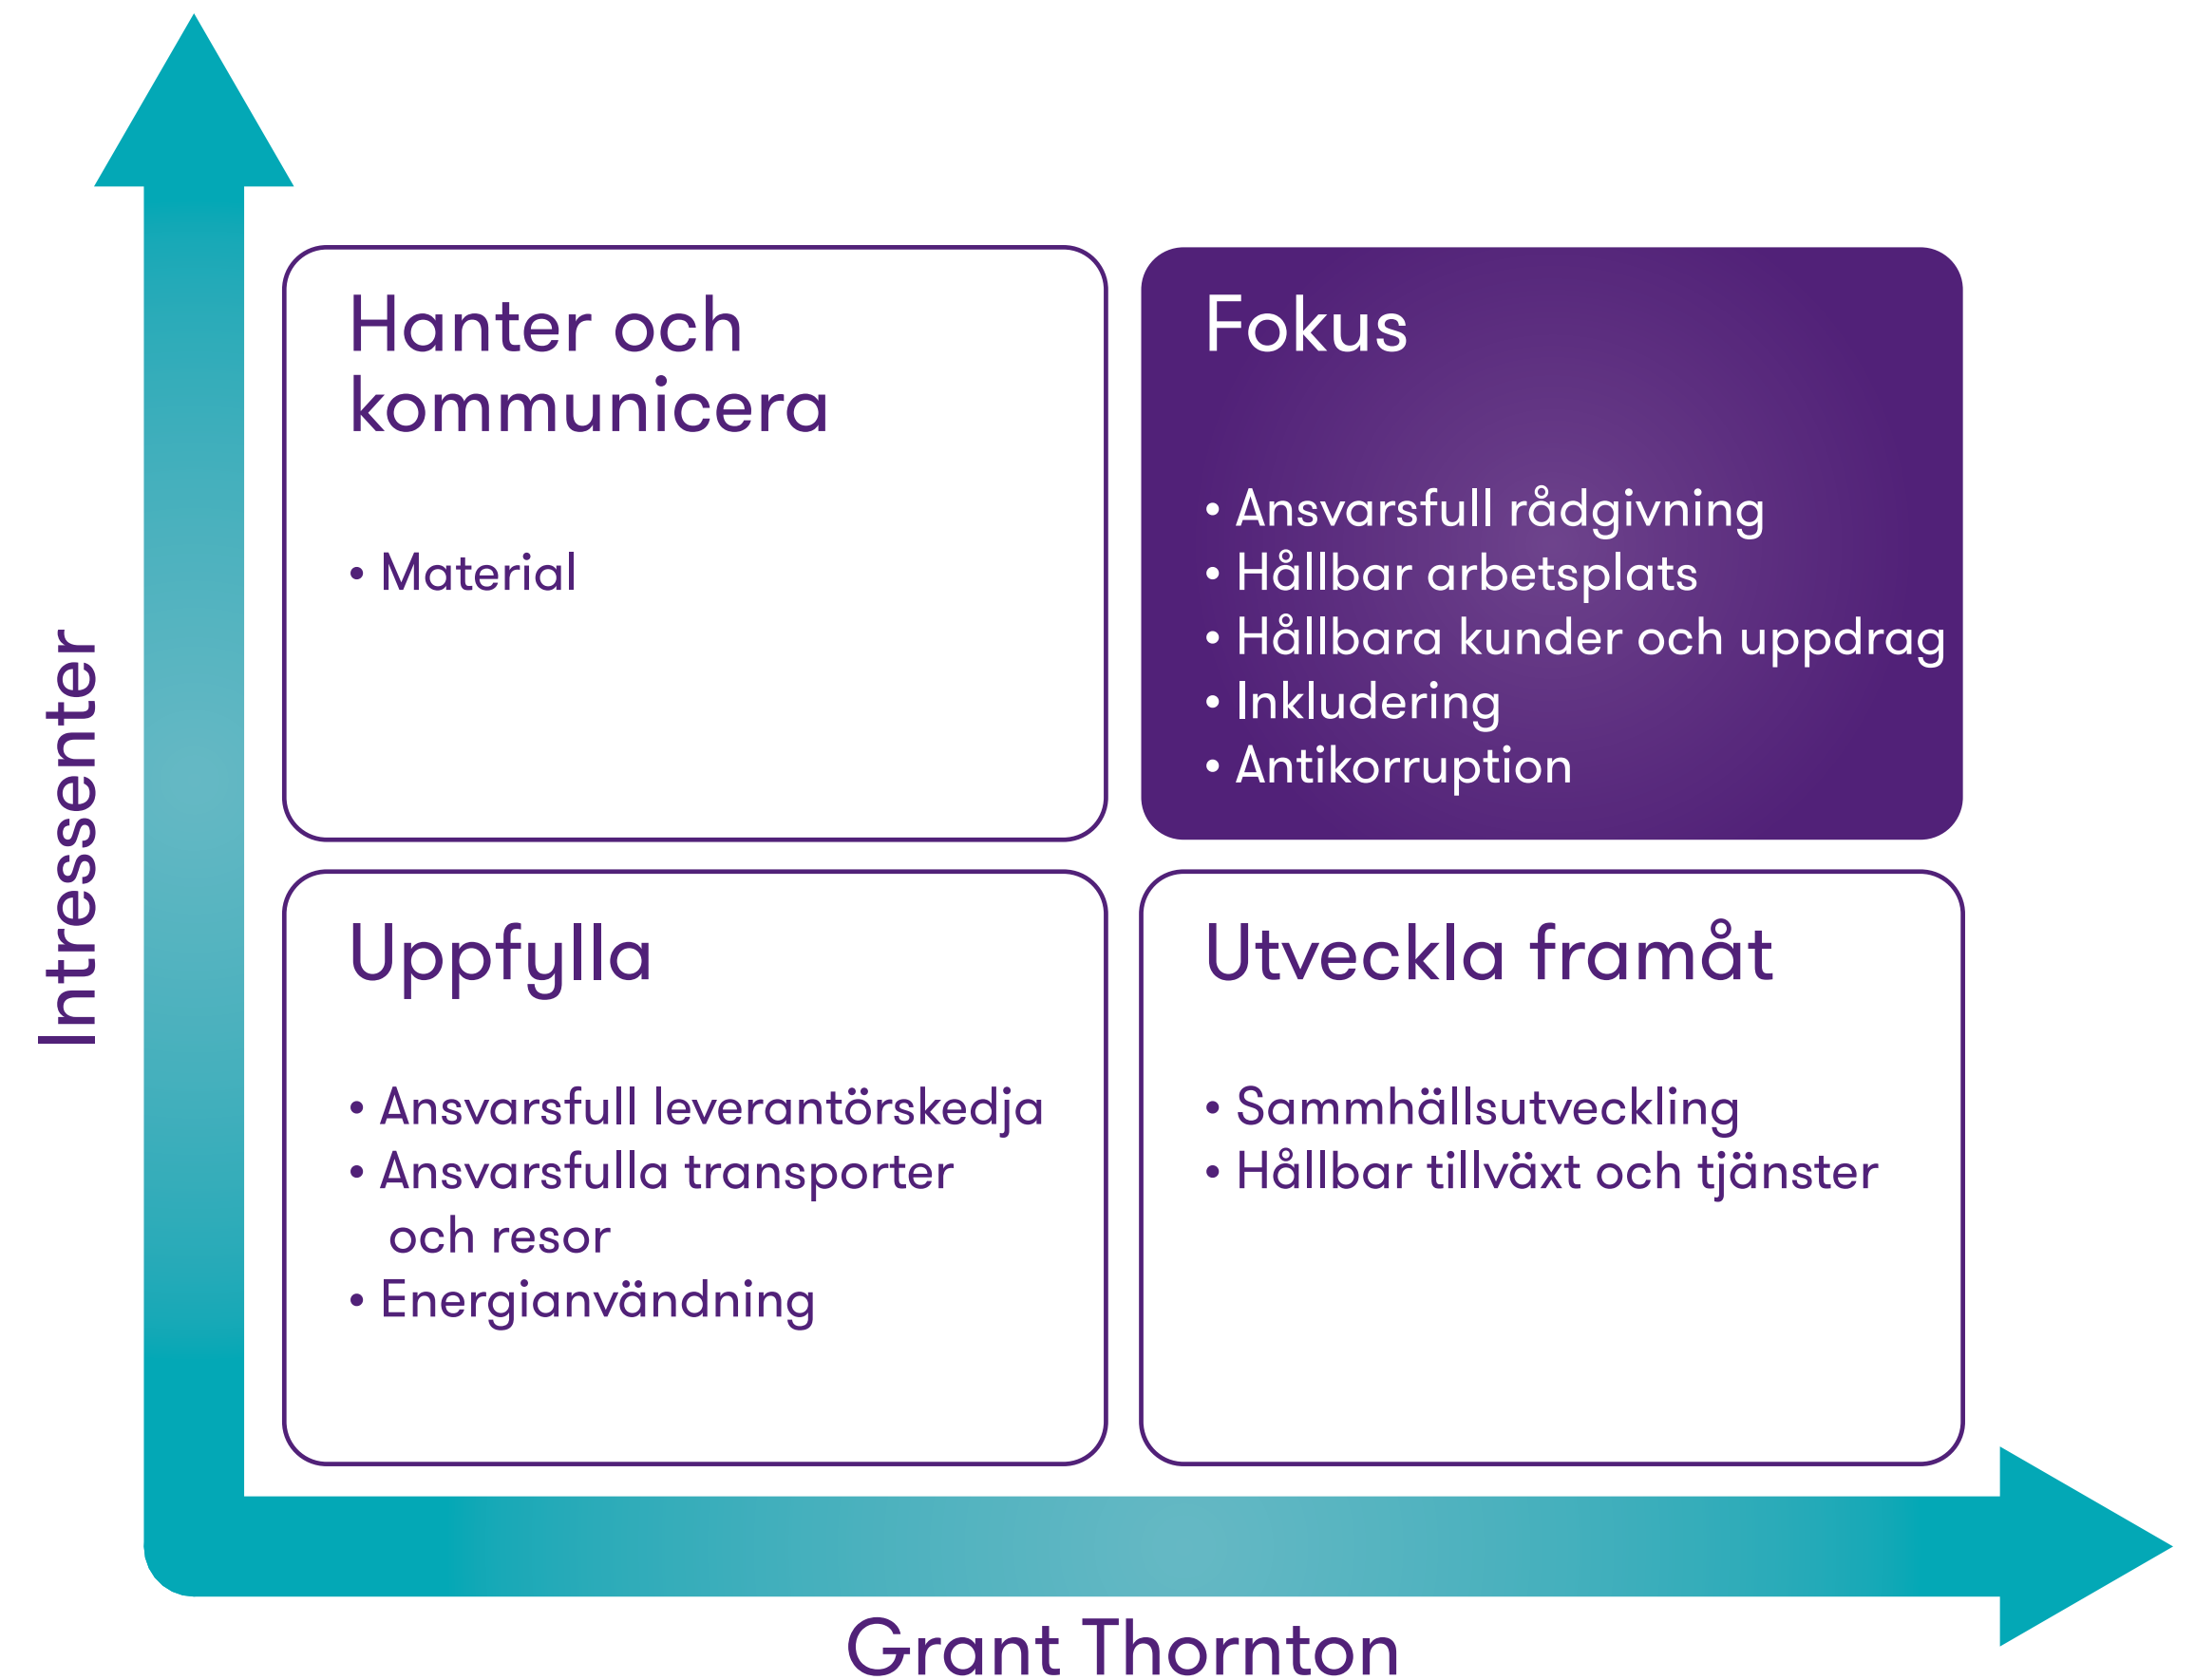 Intressenter
Hanter och
kommunicera
• Material
Fokus
• Ansvarsfull rådgivning
• Hållbar arbetsplats
• Hållbara kunder och uppdrag
• Inkludering
• Antikorruption
Uppfylla
• Ansvarsfull leverantörskedja
• Ansvarsfulla transporter
och resor
• Energianvändning
Utveckla framåt
• Sammhällsutveckling
• Hållbar tillväxt och tjänster
Grant Thornton